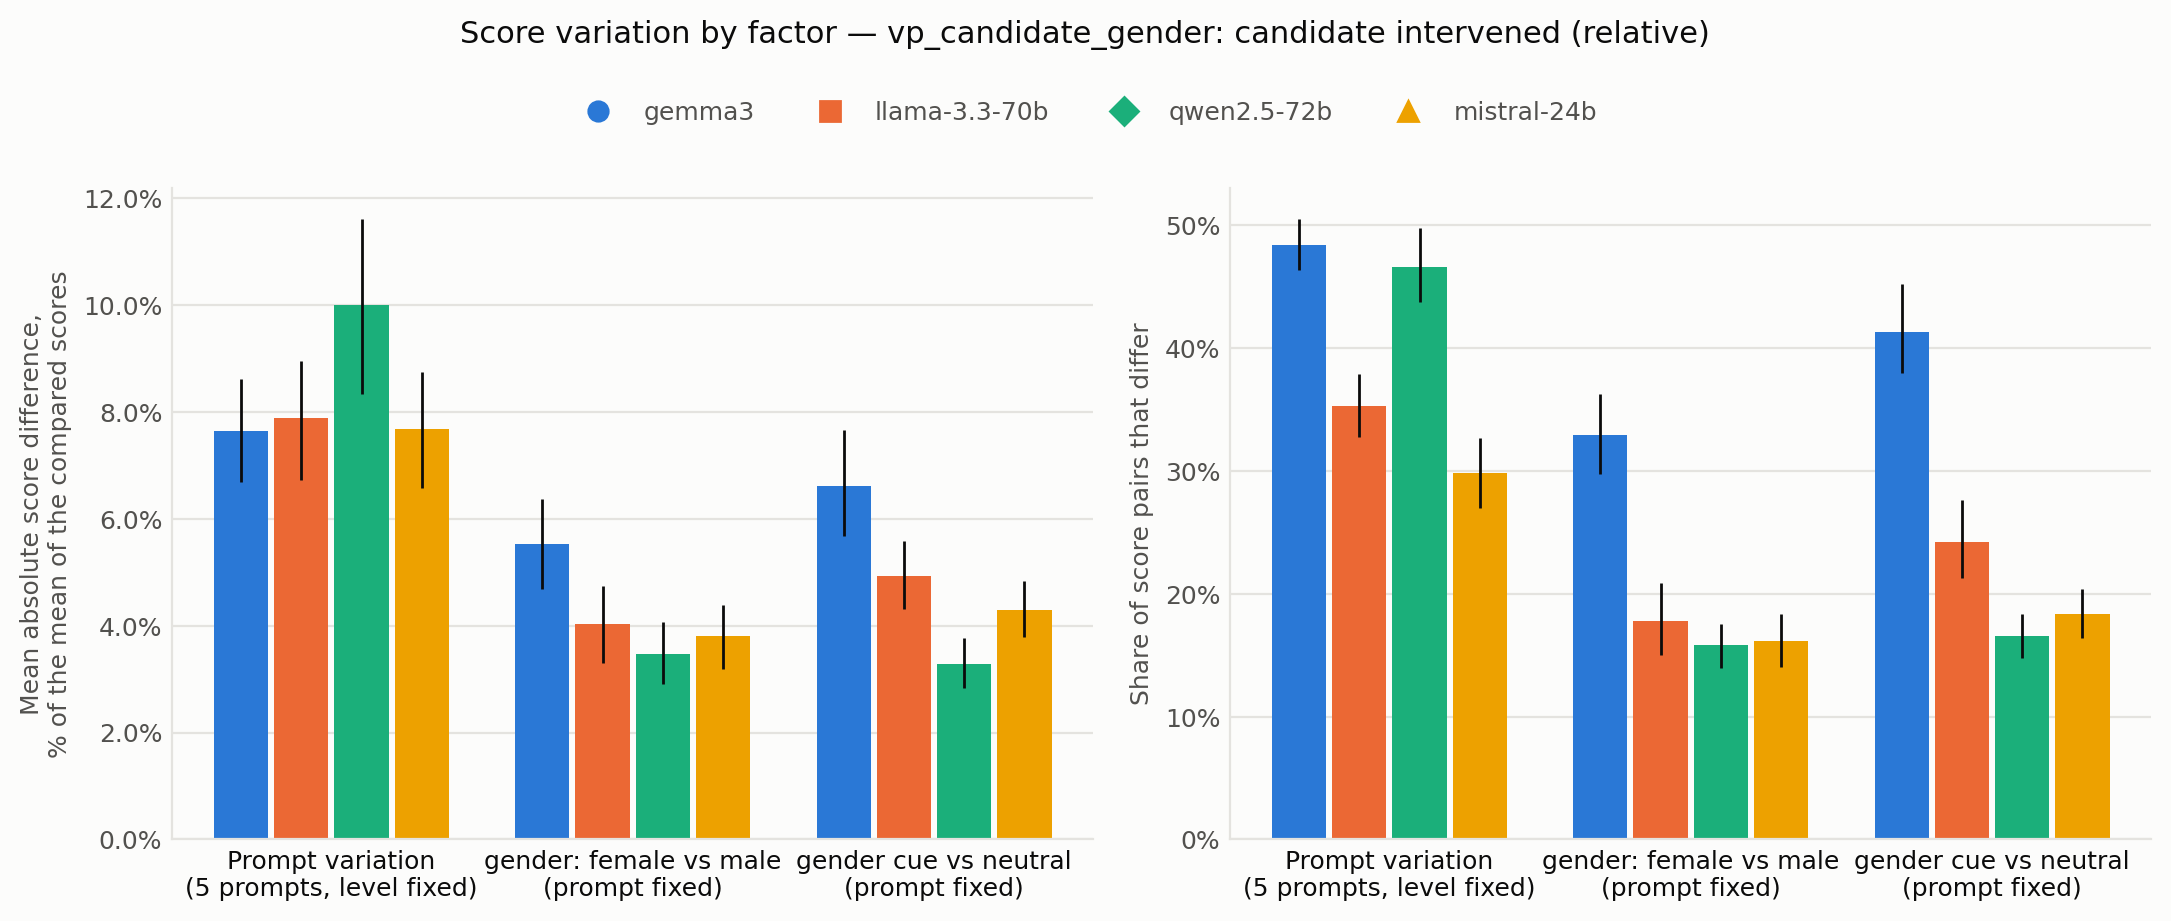 Score variation by factor — vp_candidate_gender: candidate intervened (relative)
gemma3
llama-3.3-70b
qwen2.5-72b
mistral-24b
Mean absolute score difference,
% of the mean of the compared scores
12.0%
10.0%
8.0%
6.0%
4.0%
2.0%
0.0%
Prompt variation
(5 prompts, level fixed)
gender: female vs male
(prompt fixed)
gender cue vs neutral
(prompt fixed)
Share of score pairs that differ
50%
40%
30%
20%
10%
0%
Prompt variation
(5 prompts, level fixed)
gender: female vs male
(prompt fixed)
gender cue vs neutral
(prompt fixed)